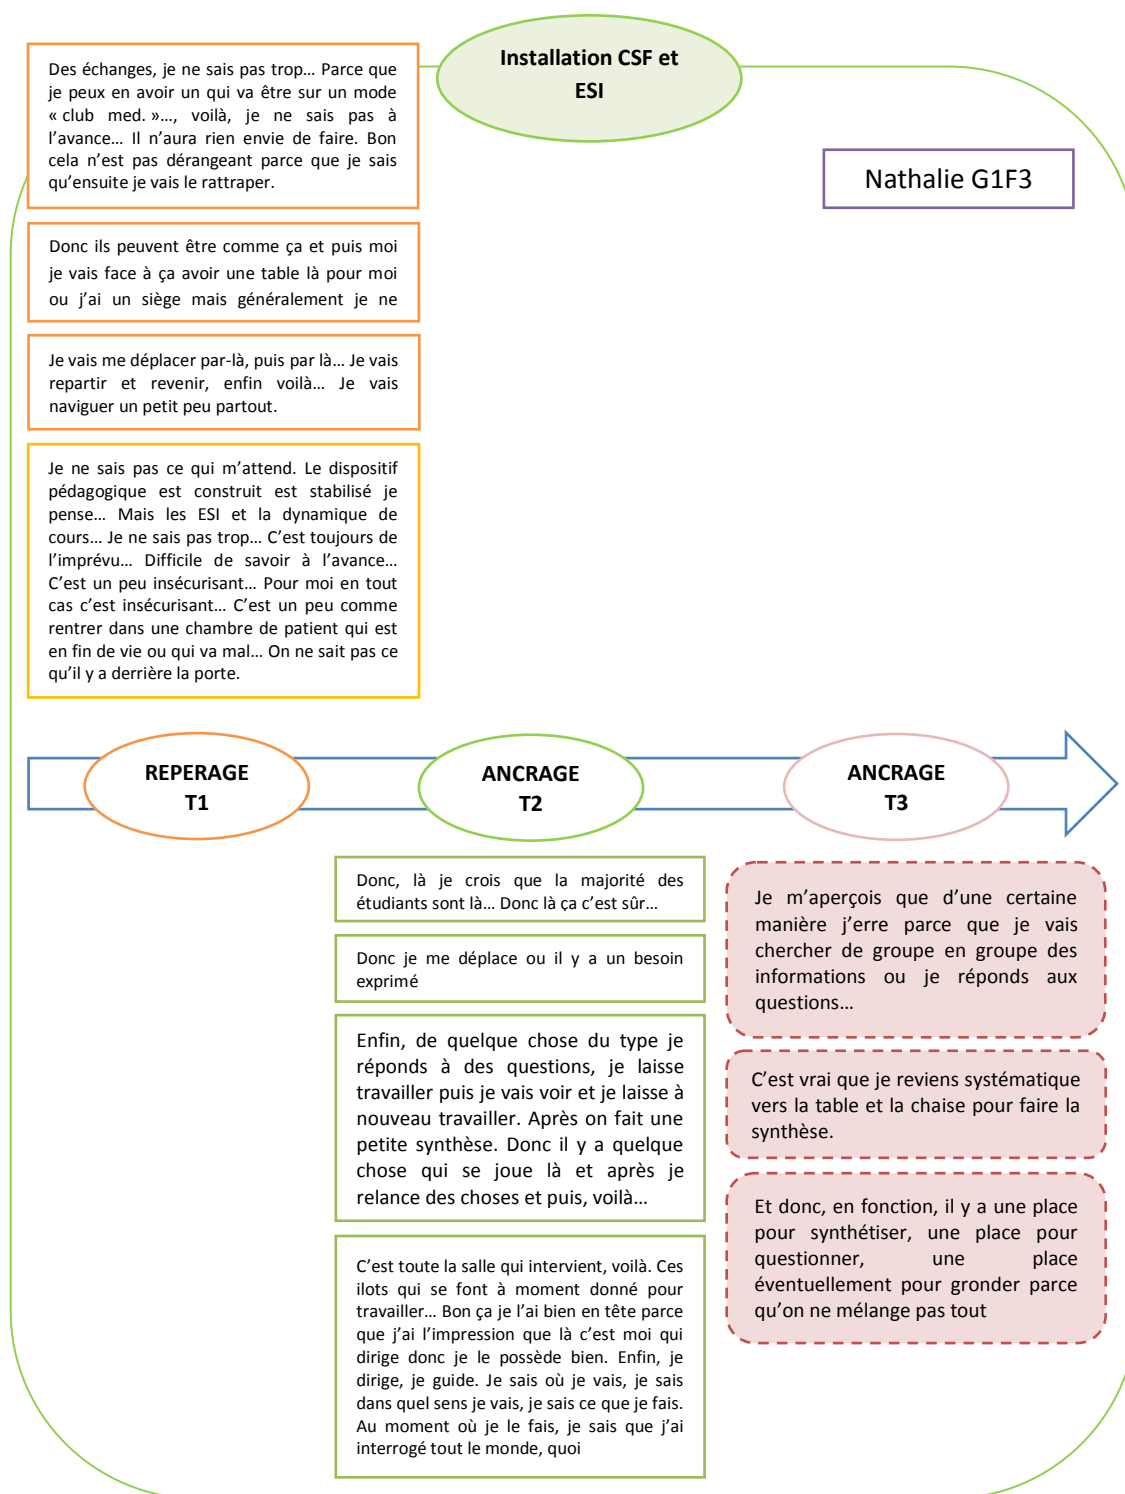 Installation CSF et
ESI
Nathalie G1F3
Des échanges, je ne sais pas trop… Parce que
je peux en avoir un qui va être sur un mode
« club med. »…, voilà, je ne sais pas à
l’avance… Il n’aura rien envie de faire. Bon
cela n’est pas dérangeant parce que je sais
qu’ensuite je vais le rattraper.
Donc ils peuvent être comme ça et puis moi
je vais face à ça avoir une table là pour moi
ou j’ai un siège mais généralement je ne
Je vais me déplacer par-là, puis par là… Je vais
repartir et revenir, enfin voilà… Je vais
naviguer un petit peu partout.
Je ne sais pas ce qui m’attend. Le dispositif
pédagogique est construit est stabilisé je
pense… Mais les ESI et la dynamique de
cours… Je ne sais pas trop… C’est toujours de
l’imprévu… Difficile de savoir à l’avance…
C’est un peu insécurisant… Pour moi en tout
cas c’est insécurisant… C’est un peu comme
rentrer dans une chambre de patient qui est
en fin de vie ou qui va mal… On ne sait pas ce
qu’il y a derrière la porte.
REPERAGE
T1
ANCRAGE
T2
ANCRAGE
T3
Donc, là je crois que la majorité des
étudiants sont là… Donc là ça c’est sûr…
Donc je me déplace ou il y a un besoin
exprimé
Enfin, de quelque chose du type je
réponds à des questions, je laisse
travailler puis je vais voir et je laisse à
nouveau travailler. Après on fait une
petite synthèse. Donc il y a quelque
chose qui se joue là et après je
relance des choses et puis, voilà…
C’est toute la salle qui intervient, voilà. Ces
ilots qui se font à moment donné pour
travailler… Bon ça je l’ai bien en tête parce
que j’ai l’impression que là c’est moi qui
dirige donc je le possède bien. Enfin, je
dirige, je guide. Je sais où je vais, je sais
dans quel sens je vais, je sais ce que je fais.
Au moment où je le fais, je sais que j’ai
interrogé tout le monde, quoi
Je m’aperçois que d’une certaine
manière j’erre parce que je vais
chercher de groupe en groupe des
informations ou je réponds aux
questions…
C’est vrai que je reviens systématique
vers la table et la chaise pour faire la
synthèse.
Et donc, en fonction, il y a une place
pour synthétiser, une place pour
questionner, une place
éventuellement pour gronder parce
qu’on ne mélange pas tout